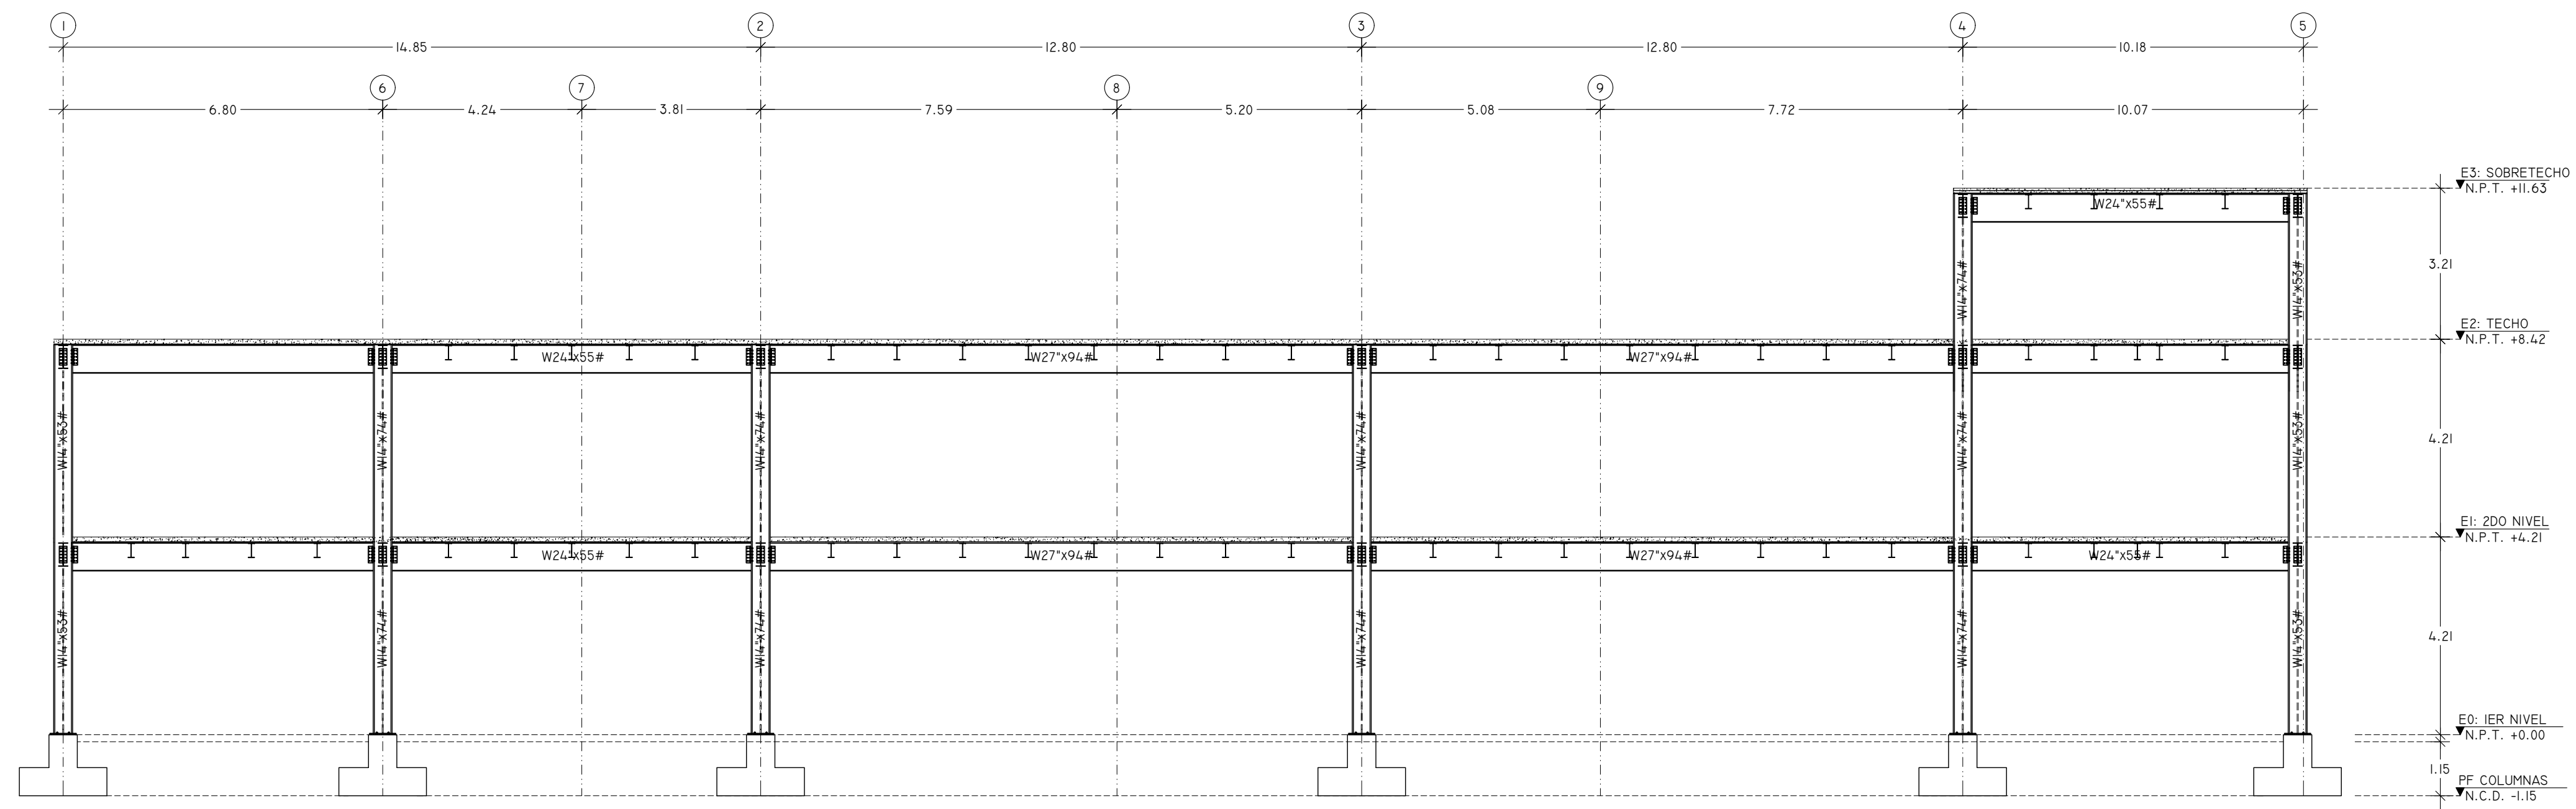 1 2 3 4 5
14.85 12.80 12.80 10.18
6 7 8 9
6.80 4.24 3.81 7.59 5.20 5.08 7.72 10.07
E3: SOBRETECHO
N.P.T. +11.63
W24"x55#
3.21
W14"x74# W14"x53#
E2: TECHO
N.P.T. +8.42
W24"x55# W27"x94# W27"x94#
4.21
W14"x53# W14"x74# W14"x74# W14"x74# W14"x74# W14"x53#
E1: 2DO NIVEL
N.P.T. +4.21
W24"x55# W27"x94# W27"x94# W24"x55#
4.21
W14"x53# W14"x74# W14"x74# W14"x74# W14"x74# W14"x53#
E0: 1ER NIVEL
N.P.T. +0.00
1.15
PF COLUMNAS
N.C.D. -1.15